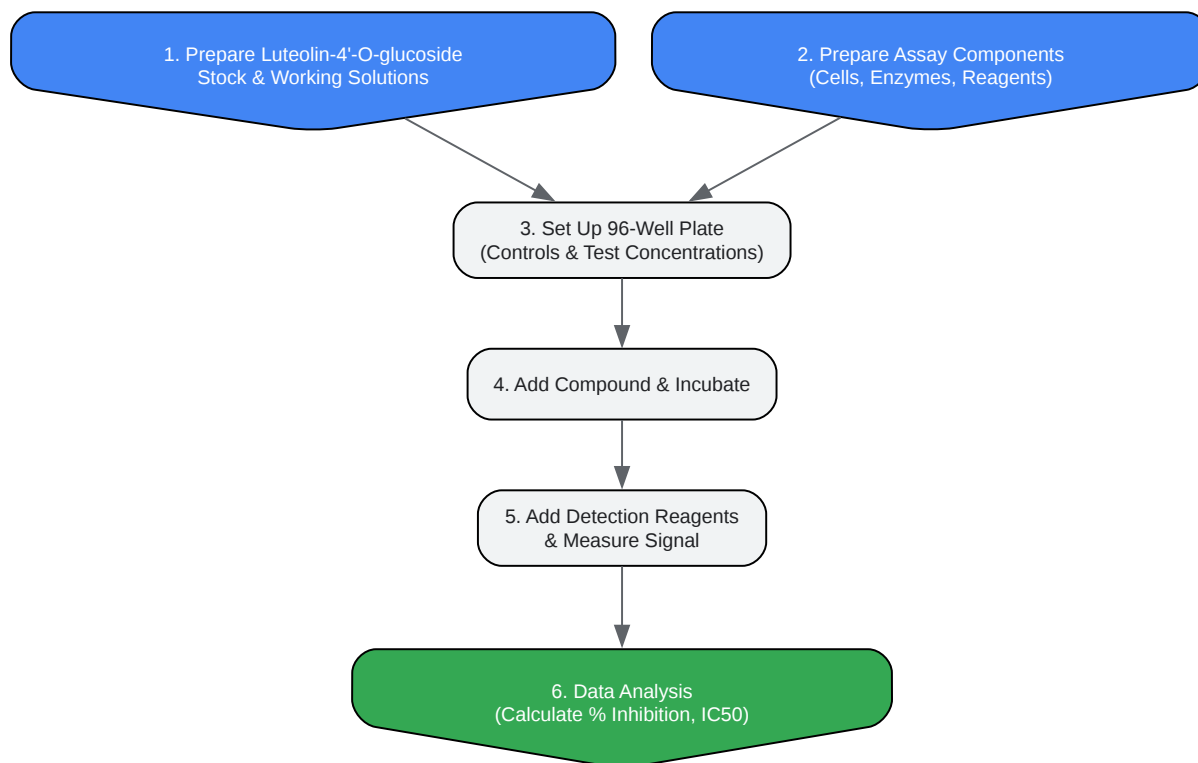 1. Prepare Luteolin-4'-O-glucoside
Stock & Working Solutions
2. Prepare Assay Components
(Cells, Enzymes, Reagents)
3. Set Up 96-Well Plate
(Controls & Test Concentrations)
4. Add Compound & Incubate
5. Add Detection Reagents
& Measure Signal
6. Data Analysis
(Calculate % Inhibition, IC50)